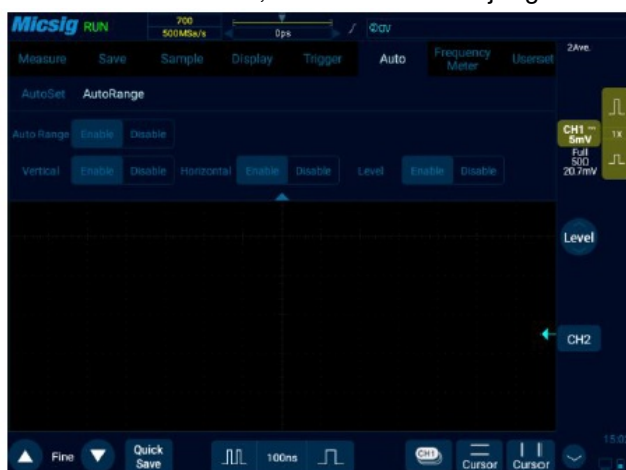 Micsig RUN 700 500MSa/s 0ps
Measure Save Sample Display Trigger Auto Frequency Meter Userset
2Ave.
AutoSet AutoRange
Auto Range Enable Disable
Vertical Enable Disable Horizontal Enable Disable Level Enable Disable
CH1
5mV
1X
Full
50Ω
20.7mV
Level
CH2
Fine Quick Save 100ns CH1 Cursor Cursor